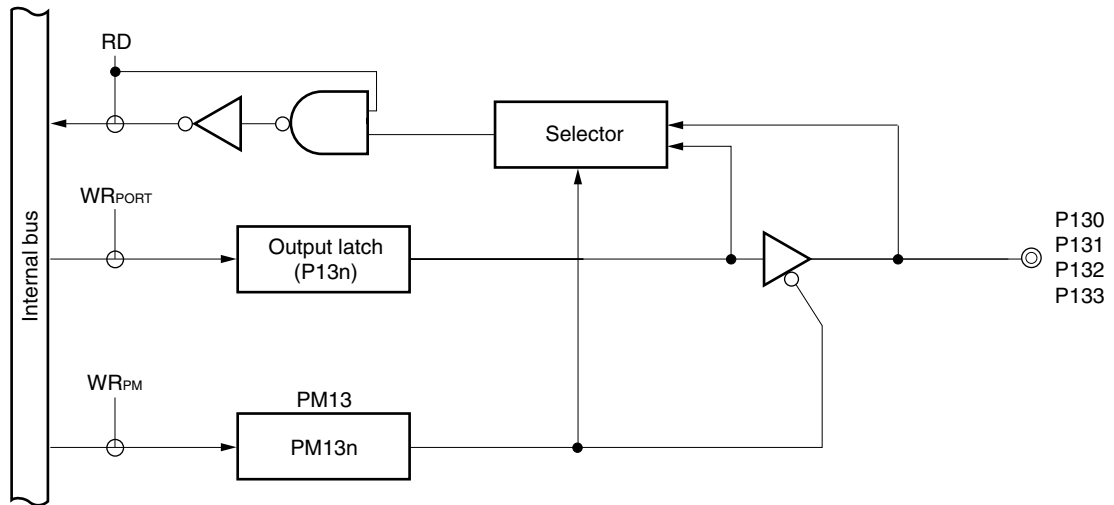 RD
Selector
WRPORT
Internal bus
Output latch
(P13n)
P130
P131
P132
P133
WRPM
PM13
PM13n